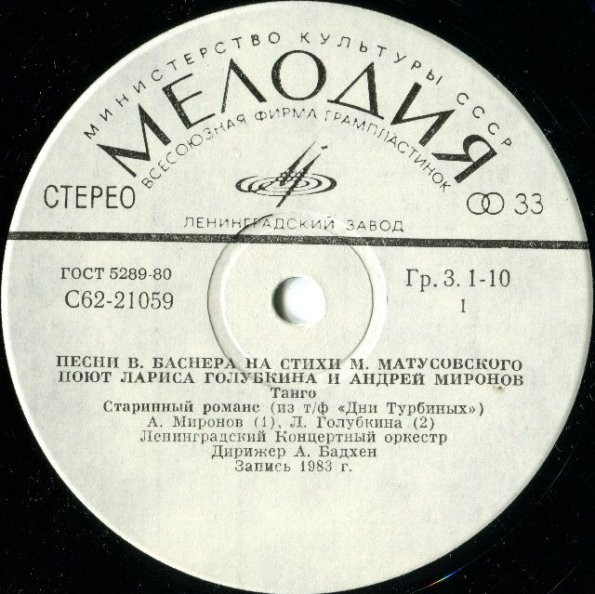 МИНИСТЕРСТВО КУЛЬТУРЫ СССР
МЕЛОДИЯ
ВСЕСОЮЗНАЯ ФИРМА ГРАМПЛАСТИНОК
СТЕРЕО
33
ЛЕНИНГРАДСКИЙ ЗАВОД
ГОСТ 5289-80
Гр. 3. 1-10
С62-21059
1
ПЕСНИ В. БАСНЕРА НА СТИХИ М. МАТУСОВСКОГО
ПОЮТ ЛАРИСА ГОЛУБКИНА И АНДРЕЙ МИРОНОВ
Танго
Старинный романс (из т/ф «Дни Турбиных»)
А. Миронов (1), Л. Голубкина (2)
Ленинградский Концертный оркестр
Дирижер А. Бадхен
Запись 1983 г.